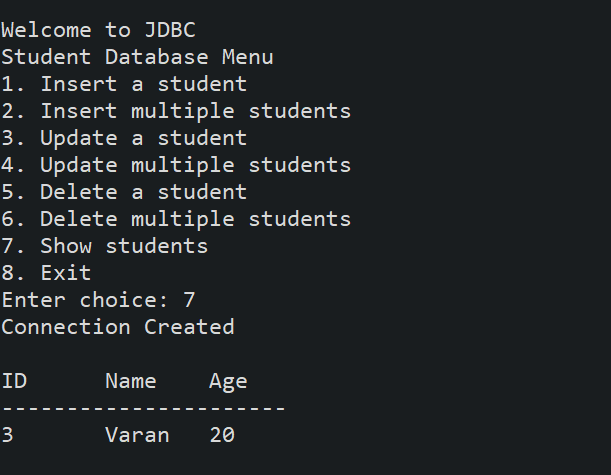 Welcome to JDBC
Student Database Menu
1. Insert a student
2. Insert multiple students
3. Update a student
4. Update multiple students
5. Delete a student
6. Delete multiple students
7. Show students
8. Exit
Enter choice: 7
Connection Created
ID      Name    Age
----------------------
3       Varan   20